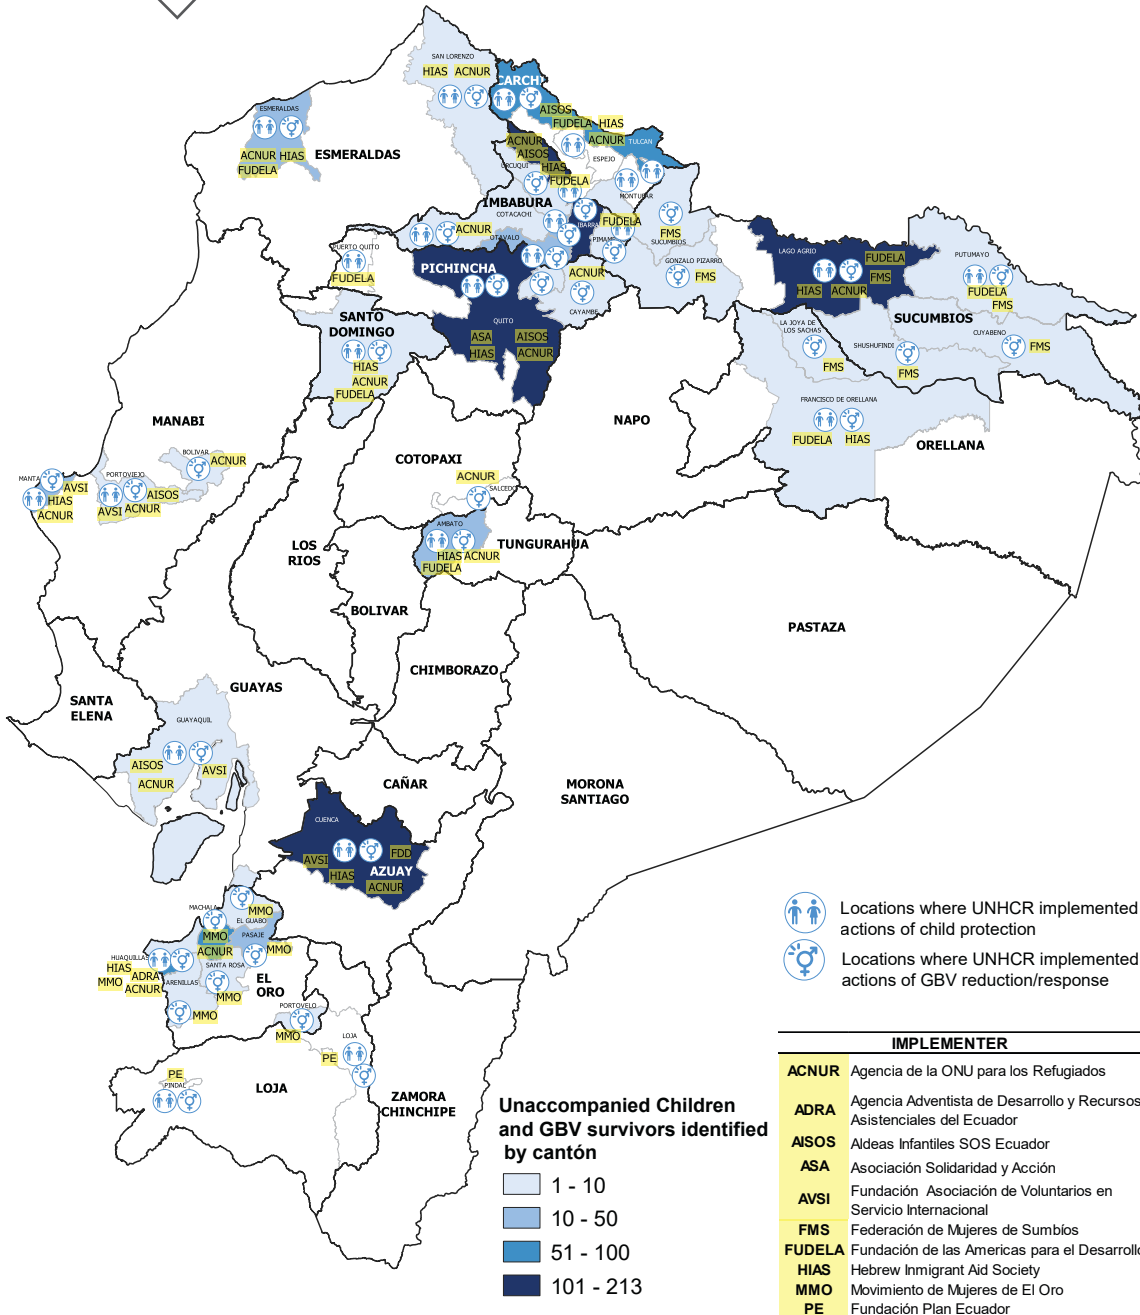 SAN LORENZO
HIAS ACNUR
CARCHI
AISOS
FUDELA HIAS
ACNUR TULCAN
ESPEJO
MONTUFAR
ESMERALDAS
ACNUR HIAS
FUDELA
ESMERALDAS
ACNUR
AISOS
HIAS
URCUQUI
FUDELA
IMBABURA
COTACACHI
IBARRA
FUDELA
PIMAMPIRO
FMS
SUCUMBIOS
GONZALO PIZARRO
FMS
ACNUR
OTAVALO
PUERTO QUITO
FUDELA
PICHINCHA
ACNUR
CAYAMBE
QUITO
ASA AISOS
HIAS ACNUR
SANTO
DOMINGO
HIAS
ACNUR
FUDELA
LAGO AGRIO
FUDELA
FMS
HIAS ACNUR
PUTUMAYO
FUDELA
FMS
SUCUMBIOS
CUYABENO
FMS
LA JOYA DE
LOS SACHAS
FMS
SHUSHUFINDI
FMS
FRANCISCO DE ORELLANA
FUDELA HIAS
ORELLANA
NAPO
MANABI
BOLIVAR
ACNUR
MANTA
AVSI
HIAS
ACNUR
PORTOVIEJO
AISOS
AVSI ACNUR
COTOPAXI
ACNUR
SALCEDO
AMBATO
HIAS ACNUR
FUDELA
TUNGURAHUA
LOS
RIOS
BOLIVAR
CHIMBORAZO
PASTAZA
SANTA
ELENA
GUAYAS
GUAYAQUIL
AISOS
AVSI
ACNUR
CAÑAR
MORONA
SANTIAGO
CUENCA
AVSI
FDD
HIAS
AZUAY
ACNUR
MACHALA
MMO
EL GUABO
MMO
PASAJE
ACNUR
MMO
HUAQUILLAS
HIAS
ADRA
MMO
ACNUR
SANTA ROSA
ARENILLAS
MMO
MMO
EL
ORO
PORTOVELO
MMO
LOJA
PE
PE
PINDAL
LOJA
ZAMORA
CHINCHIPE
Locations where UNHCR implemented
actions of child protection
Locations where UNHCR implemented
actions of GBV reduction/response
Unaccompanied Children
and GBV survivors identified
by cantón
1 - 10
10 - 50
51 - 100
101 - 213
IMPLEMENTER
ACNUR Agencia de la ONU para los Refugiados
ADRA Agencia Adventista de Desarrollo y Recursos
Asistenciales del Ecuador
AISOS Aldeas Infantiles SOS Ecuador
ASA Asociación Solidaridad y Acción
AVSI Fundación Asociación de Voluntarios en
Servicio Internacional
FMS Federación de Mujeres de Sumbíos
FUDELA Fundación de las Americas para el Desarrollo
HIAS Hebrew Inmigrant Aid Society
MMO Movimiento de Mujeres de El Oro
PE Fundación Plan Ecuador